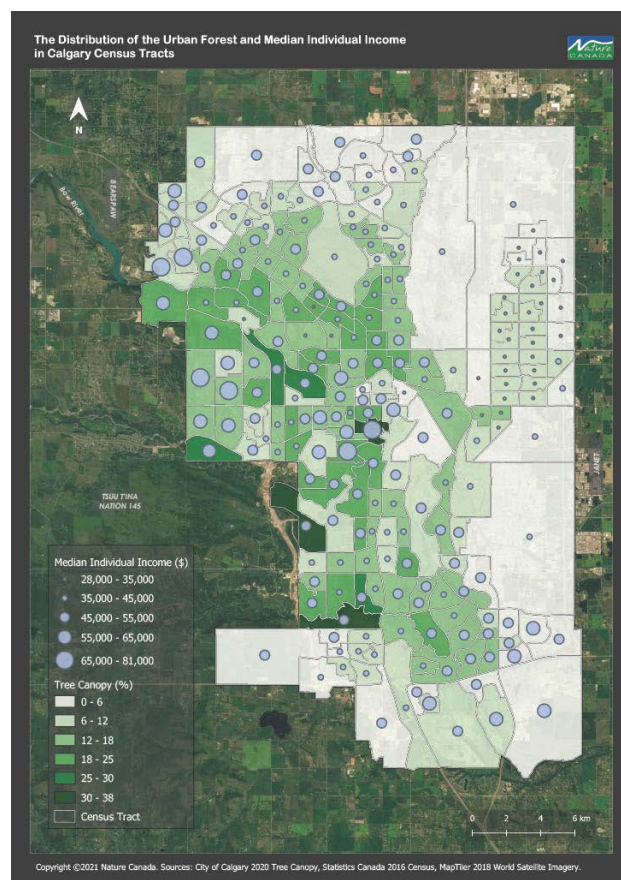 The Distribution of the Urban Forest and Median Individual Income
in Calgary Census Tracts
Nature
CANADA
N
BEARSPAW
Bow River
TSUU T'INA
NATION 145
JANET
Median Individual Income ($)
28,000 - 35,000
35,000 - 45,000
45,000 - 55,000
55,000 - 65,000
65,000 - 81,000
Tree Canopy (%)
0 - 6
6 - 12
12 - 18
18 - 25
25 - 30
30 - 38
Census Tract
0 2 4 6 km
Copyright ©2021 Nature Canada. Sources: City of Calgary 2020 Tree Canopy, Statistics Canada 2016 Census, MapTiler 2018 World Satellite Imagery.